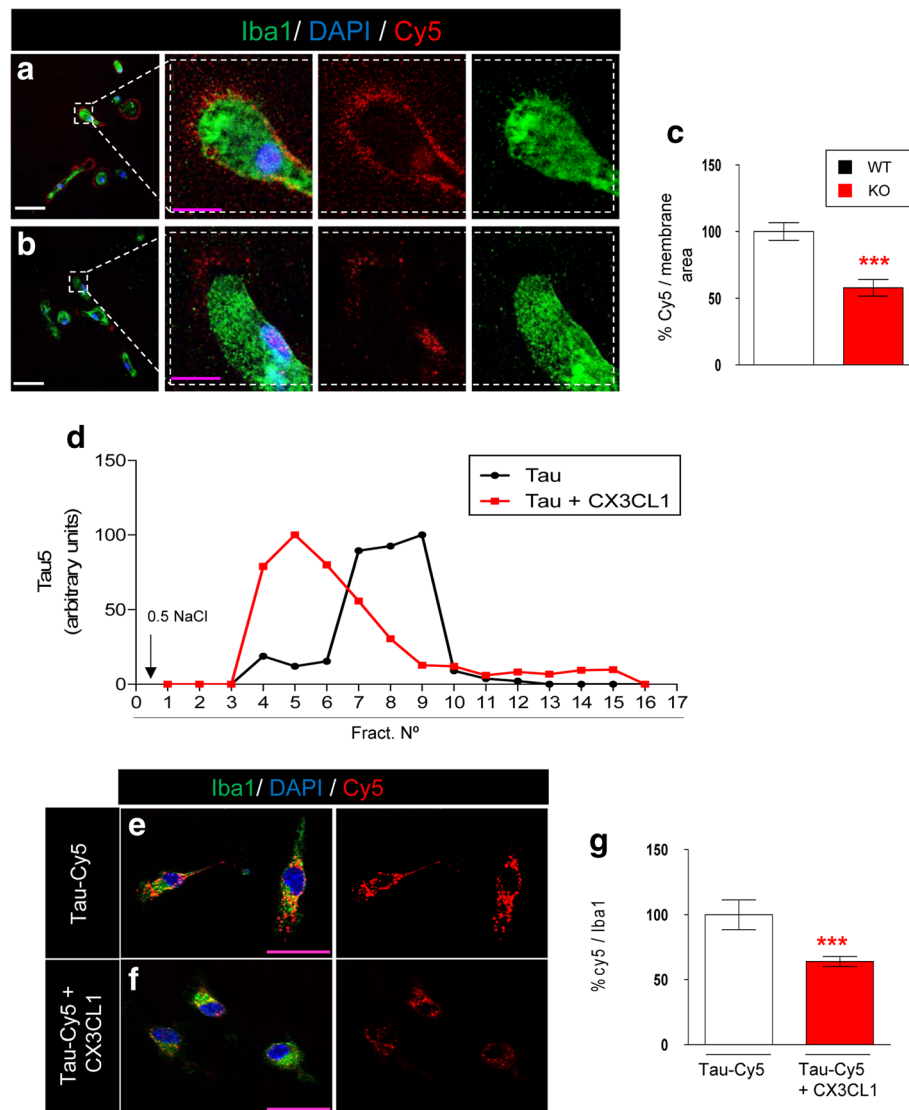 Iba1/ DAPI / Cy5
a
b
c
% Cy5 / membrane
area
150
100
50
0
WT
KO
***
d
Tau5
(arbitrary units)
150
100
50
0
Tau
Tau + CX3CL1
0.5 NaCl
0 1 2 3 4 5 6 7 8 9 10 11 12 13 14 15 16 17
Fract. Nº
Iba1/ DAPI / Cy5
Tau-Cy5
e
Tau-Cy5 +
CX3CL1
f
g
% cy5 / Iba1
150
100
50
0
***
Tau-Cy5
Tau-Cy5
+ CX3CL1